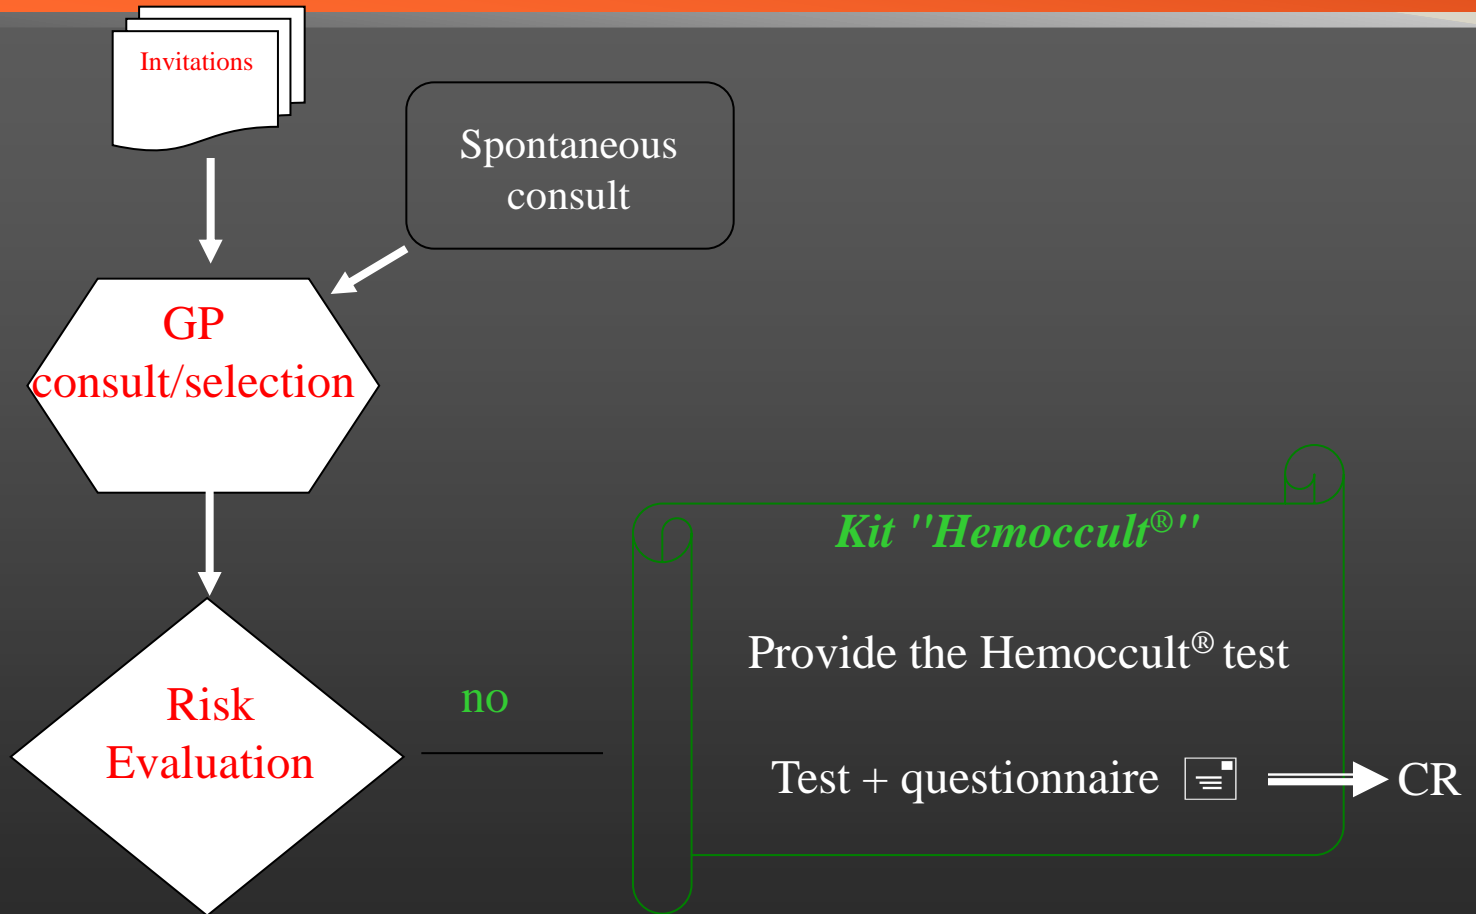 Invitations
Spontaneous
consult
GP
consult/selection
Kit "Hemoccult®"
Provide the Hemoccult® test
no
Risk
Evaluation
Test + questionnaire
CR